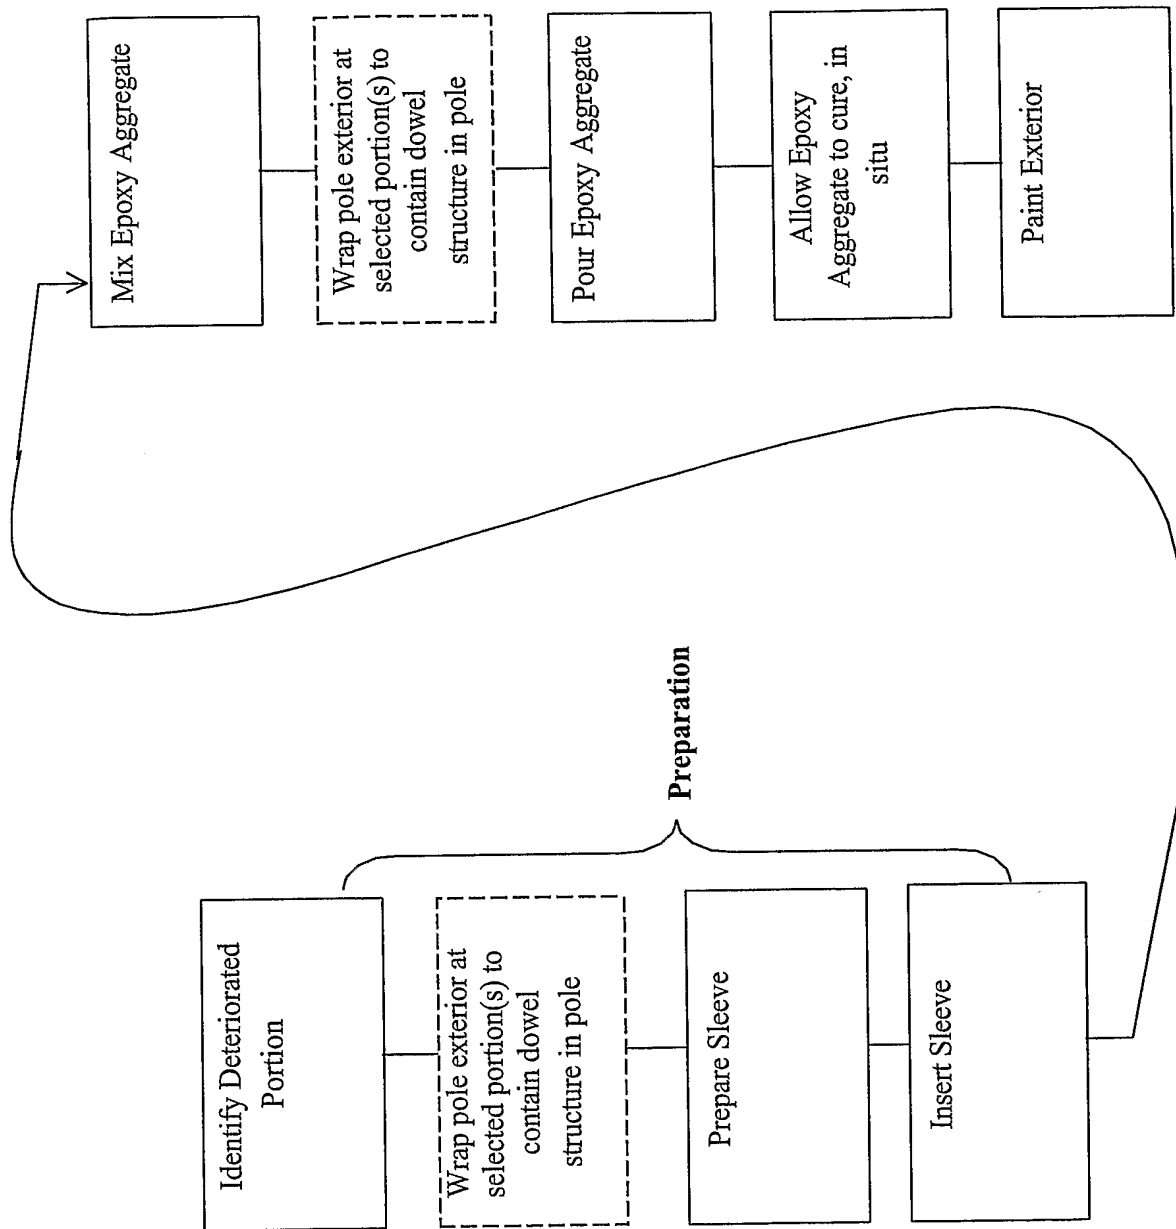 Identify Deteriorated
Portion
Wrap pole exterior at
selected portion(s) to
contain dowel
structure in pole
Prepare Sleeve
Insert Sleeve
Preparation
Mix Epoxy Aggregate
Wrap pole exterior at
selected portion(s) to
contain dowel
structure in pole
Pour Epoxy Aggregate
Allow Epoxy
Aggregate to cure, in
situ
Paint Exterior